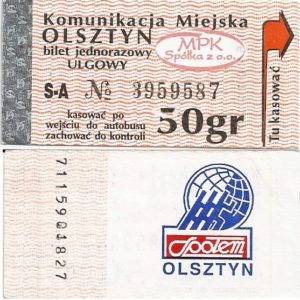 Komunikacja Miejska
OLSZTYN
bilet jednorazowy
ULGOWY
MPK
Spółka z o.o.
S-A № 3959587
kasować po
wejściu do autobusu
zachować do kontroli
50gr
Tu kasować
7115901827
Społem
OLSZTYN